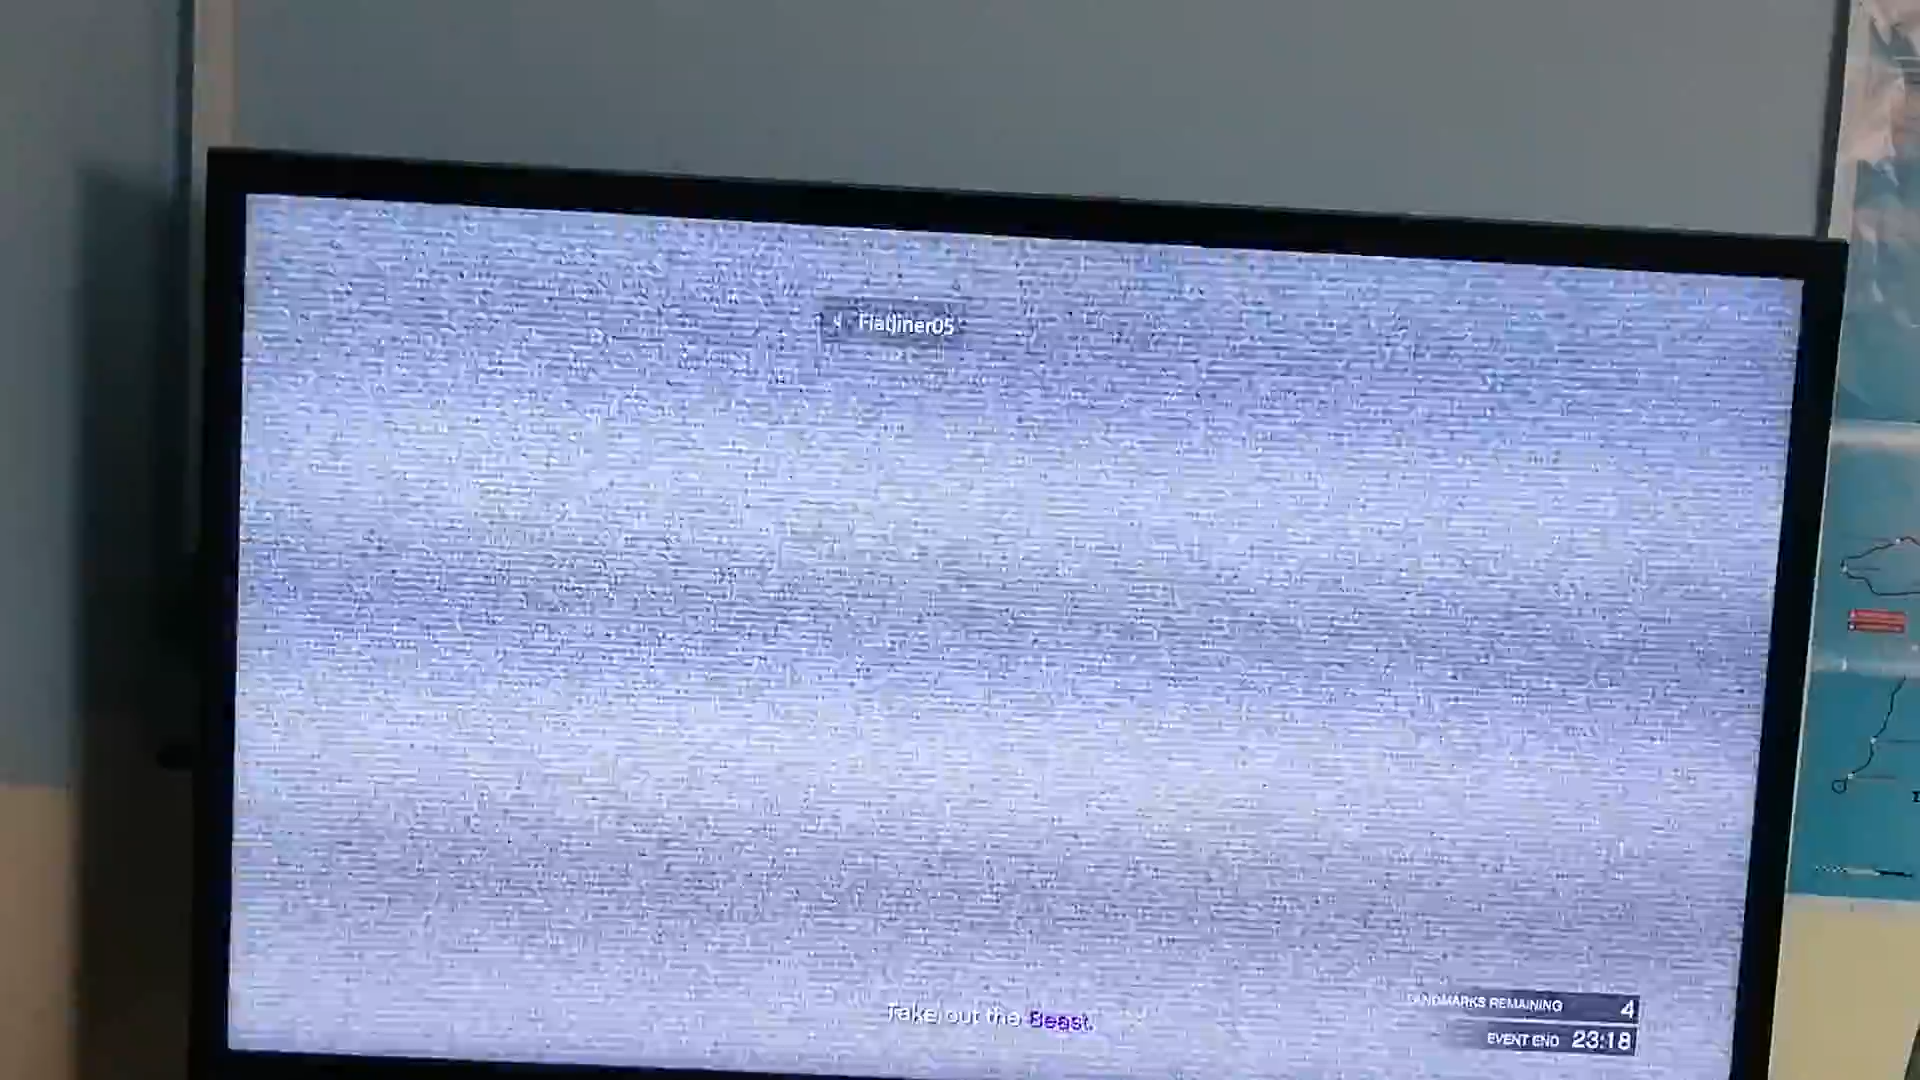 Flatliner05
Take out the Beast.
LANDMARKS REMAINING 4
EVENT END 23:18